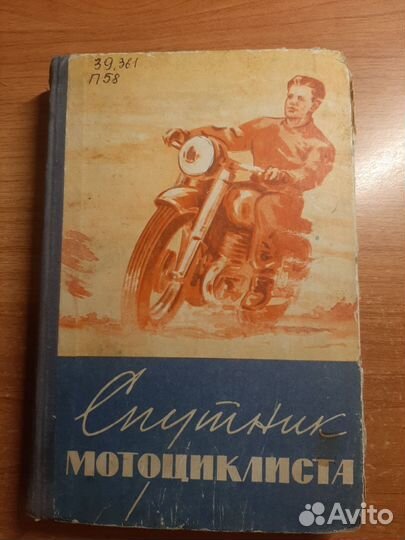 39.361
П58
Спутник
МОТОЦИКЛИСТА
Avito